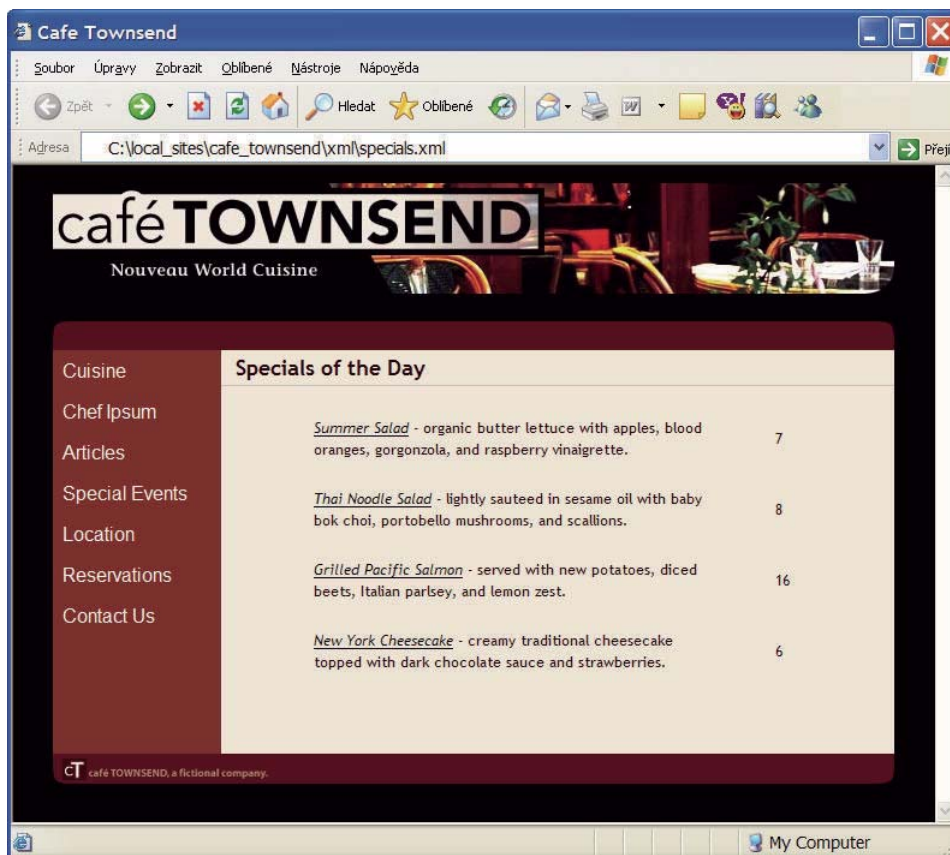 Cafe Townsend
Soubor Úpravy Zobrazit Oblíbené Nástroje Nápověda
Zpět Hledat Oblíbené
Adresa C:\local_sites\cafe_townsend\xml\specials.xml Přejí
café TOWNSEND
Nouveau World Cuisine
Cuisine
Chef Ipsum
Articles
Special Events
Location
Reservations
Contact Us
Specials of the Day
Summer Salad - organic butter lettuce with apples, blood
oranges, gorgonzola, and raspberry vinaigrette.
7
Thai Noodle Salad - lightly sauteed in sesame oil with baby
bok choi, portobello mushrooms, and scallions.
8
Grilled Pacific Salmon - served with new potatoes, diced
beets, Italian parlsey, and lemon zest.
16
New York Cheesecake - creamy traditional cheesecake
topped with dark chocolate sauce and strawberries.
6
cT café TOWNSEND, a fictional company.
My Computer